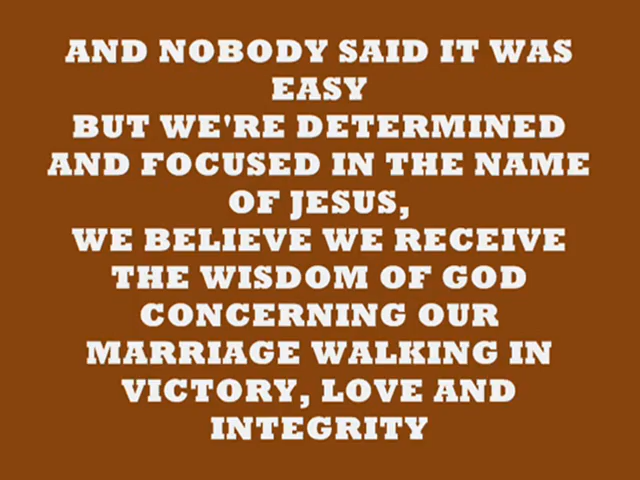 AND NOBODY SAID IT WAS
EASY
BUT WE'RE DETERMINED
AND FOCUSED IN THE NAME
OF JESUS,
WE BELIEVE WE RECEIVE
THE WISDOM OF GOD
CONCERNING OUR
MARRIAGE WALKING IN
VICTORY, LOVE AND
INTEGRITY